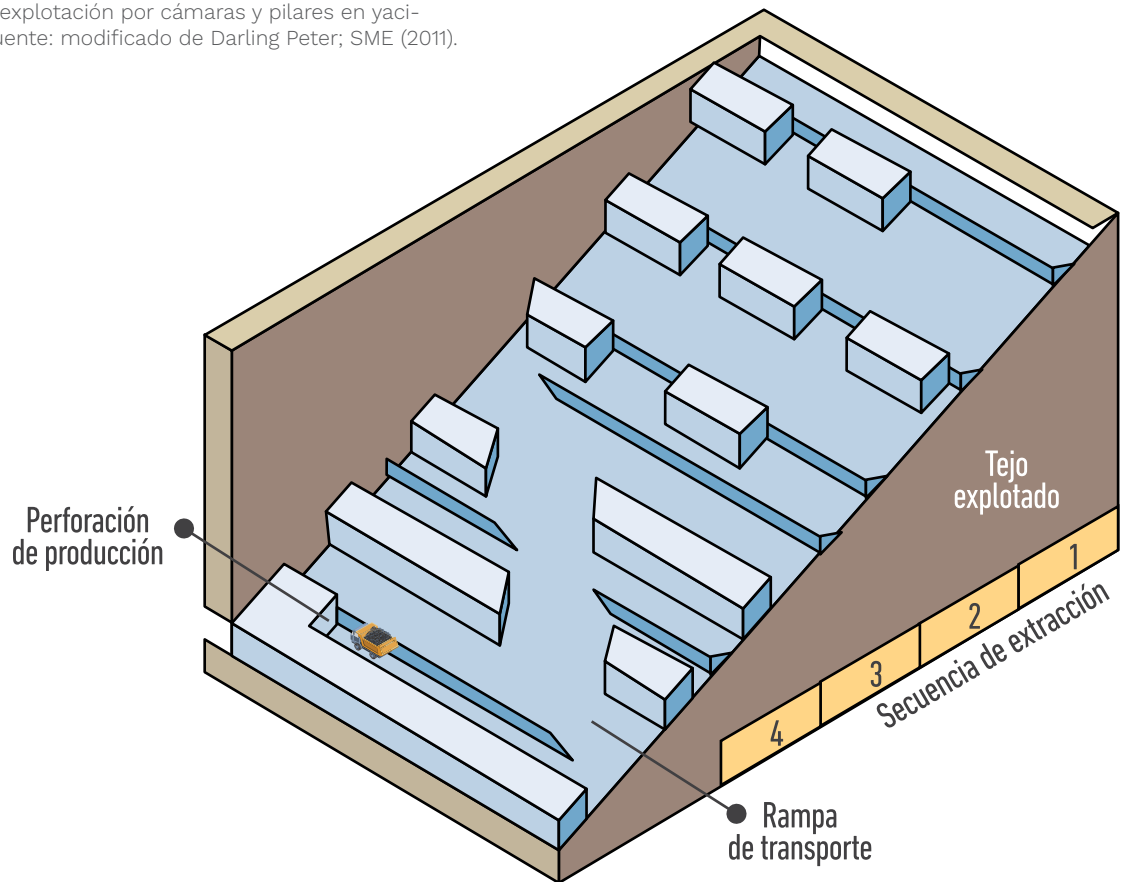 explotación por cámaras y pilares en yaci-
uente: modificado de Darling Peter; SME (2011).
Tejo
explotado
Perforación
de producción
1
2
3
4
Secuencia de extracción
Rampa
de transporte